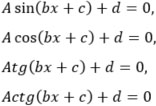 A sin(bx + c) + d = 0,
A cos(bx + c) + d = 0,
Atg(bx + c) + d = 0,
Actg(bx + c) + d = 0